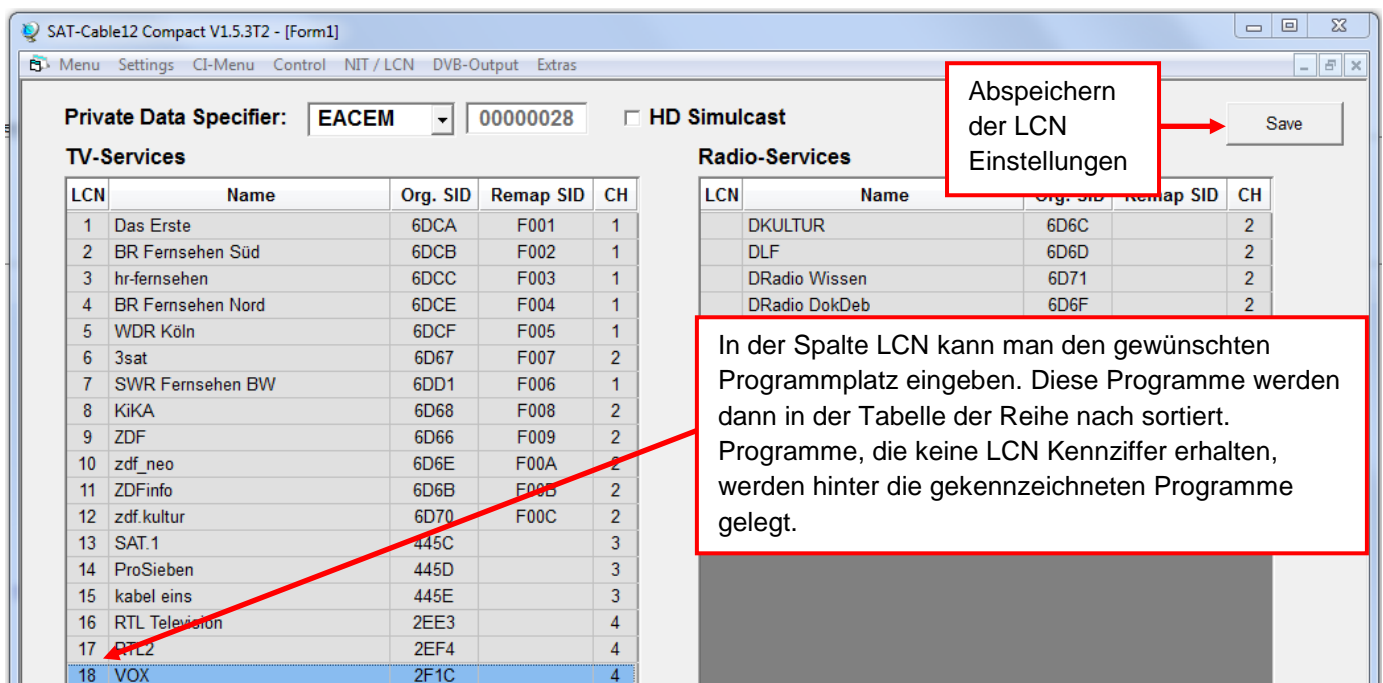 SAT-Cable12 Compact V1.5.3T2 - [Form1]
Menu Settings CI-Menu Control NIT / LCN DVB-Output Extras
Private Data Specifier: EACEM 00000028 HD Simulcast
Abspeichern
der LCN
Einstellungen
Save
TV-Services
LCN Name Org. SID Remap SID CH
1 Das Erste 6DCA F001 1
2 BR Fernsehen Süd 6DCB F002 1
3 hr-fernsehen 6DCC F003 1
4 BR Fernsehen Nord 6DCE F004 1
5 WDR Köln 6DCF F005 1
6 3sat 6D67 F007 2
7 SWR Fernsehen BW 6DD1 F006 1
8 KiKA 6D68 F008 2
9 ZDF 6D66 F009 2
10 zdf_neo 6D6E F00A 2
11 ZDFinfo 6D6B F00B 2
12 zdf.kultur 6D70 F00C 2
13 SAT.1 445C 3
14 ProSieben 445D 3
15 kabel eins 445E 3
16 RTL Television 2EE3 4
17 RTL2 2EF4 4
18 VOX 2F1C 4
Radio-Services
LCN Name Org. SID Remap SID CH
DKULTUR 6D6C 2
DLF 6D6D 2
DRadio Wissen 6D71 2
DRadio DokDeb 6D6F 2
In der Spalte LCN kann man den gewünschten
Programmplatz eingeben. Diese Programme werden
dann in der Tabelle der Reihe nach sortiert.
Programme, die keine LCN Kennziffer erhalten,
werden hinter die gekennzeichneten Programme
gelegt.